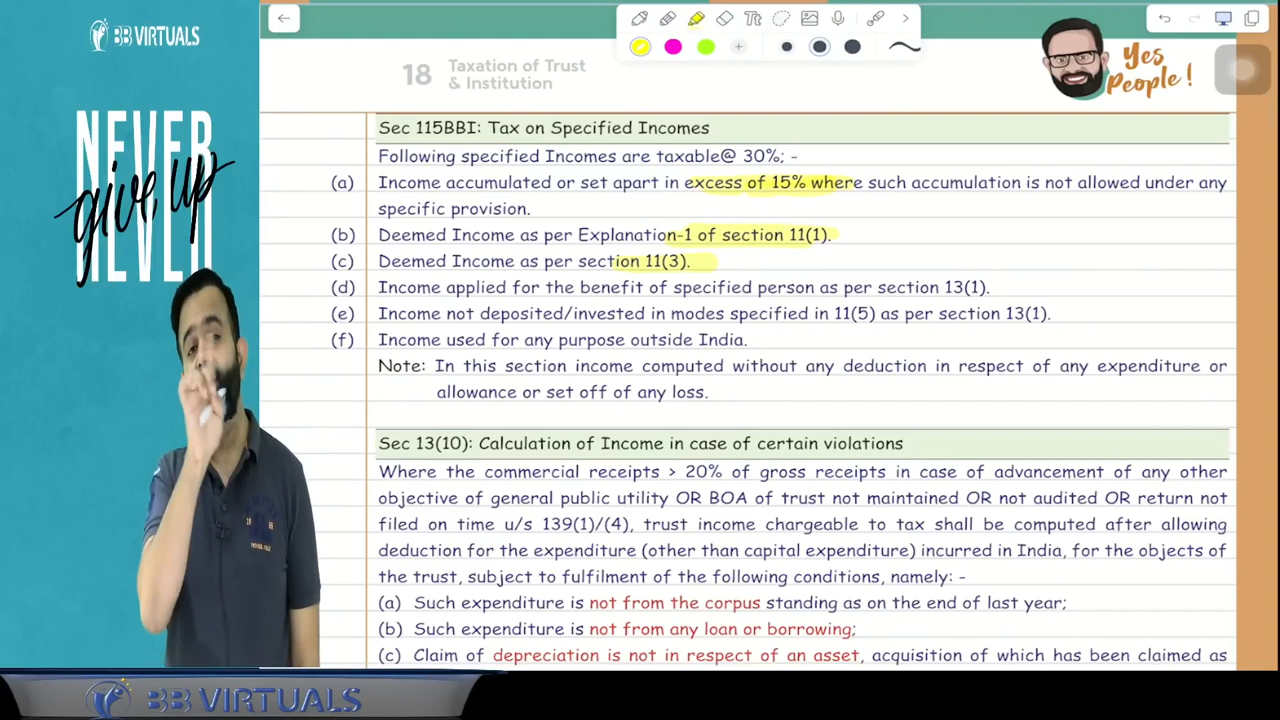 BB VIRTUALS
NEVER
give up
NEVER
18
Taxation of Trust
& Institution
Yes
People!
Sec 115BBI: Tax on Specified Incomes
Following specified Incomes are taxable@ 30%; -
(a) Income accumulated or set apart in excess of 15% where such accumulation is not allowed under any
specific provision.
(b) Deemed Income as per Explanation-1 of section 11(1).
(c) Deemed Income as per section 11(3).
(d) Income applied for the benefit of specified person as per section 13(1).
(e) Income not deposited/invested in modes specified in 11(5) as per section 13(1).
(f) Income used for any purpose outside India.
Note: In this section income computed without any deduction in respect of any expenditure or
allowance or set off of any loss.
Sec 13(10): Calculation of Income in case of certain violations
Where the commercial receipts > 20% of gross receipts in case of advancement of any other
objective of general public utility OR BOA of trust not maintained OR not audited OR return not
filed on time u/s 139(1)/(4), trust income chargeable to tax shall be computed after allowing
deduction for the expenditure (other than capital expenditure) incurred in India, for the objects of
the trust, subject to fulfilment of the following conditions, namely: -
(a) Such expenditure is not from the corpus standing as on the end of last year;
(b) Such expenditure is not from any loan or borrowing;
(c) Claim of depreciation is not in respect of an asset, acquisition of which has been claimed as
BB VIRTUALS